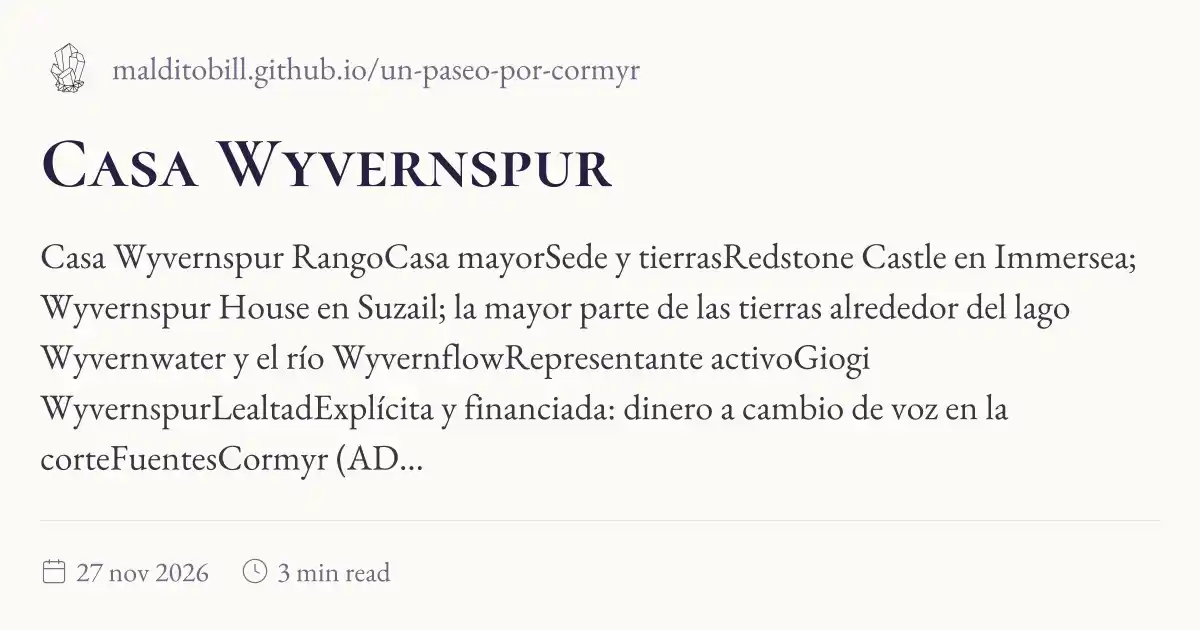 malditobill.github.io/un-paseo-por-cormyr
Casa Wyvernspur
Casa Wyvernspur RangoCasa mayorSede y tierrasRedstone Castle en Immersea;
Wyvernspur House en Suzail; la mayor parte de las tierras alrededor del lago
Wyvernwater y el río WyvernflowRepresentante activoGiogi
WyvernspurLealtadExplícita y financiada: dinero a cambio de voz en la
corteFuentesCormyr (AD...
27 nov 2026
3 min read